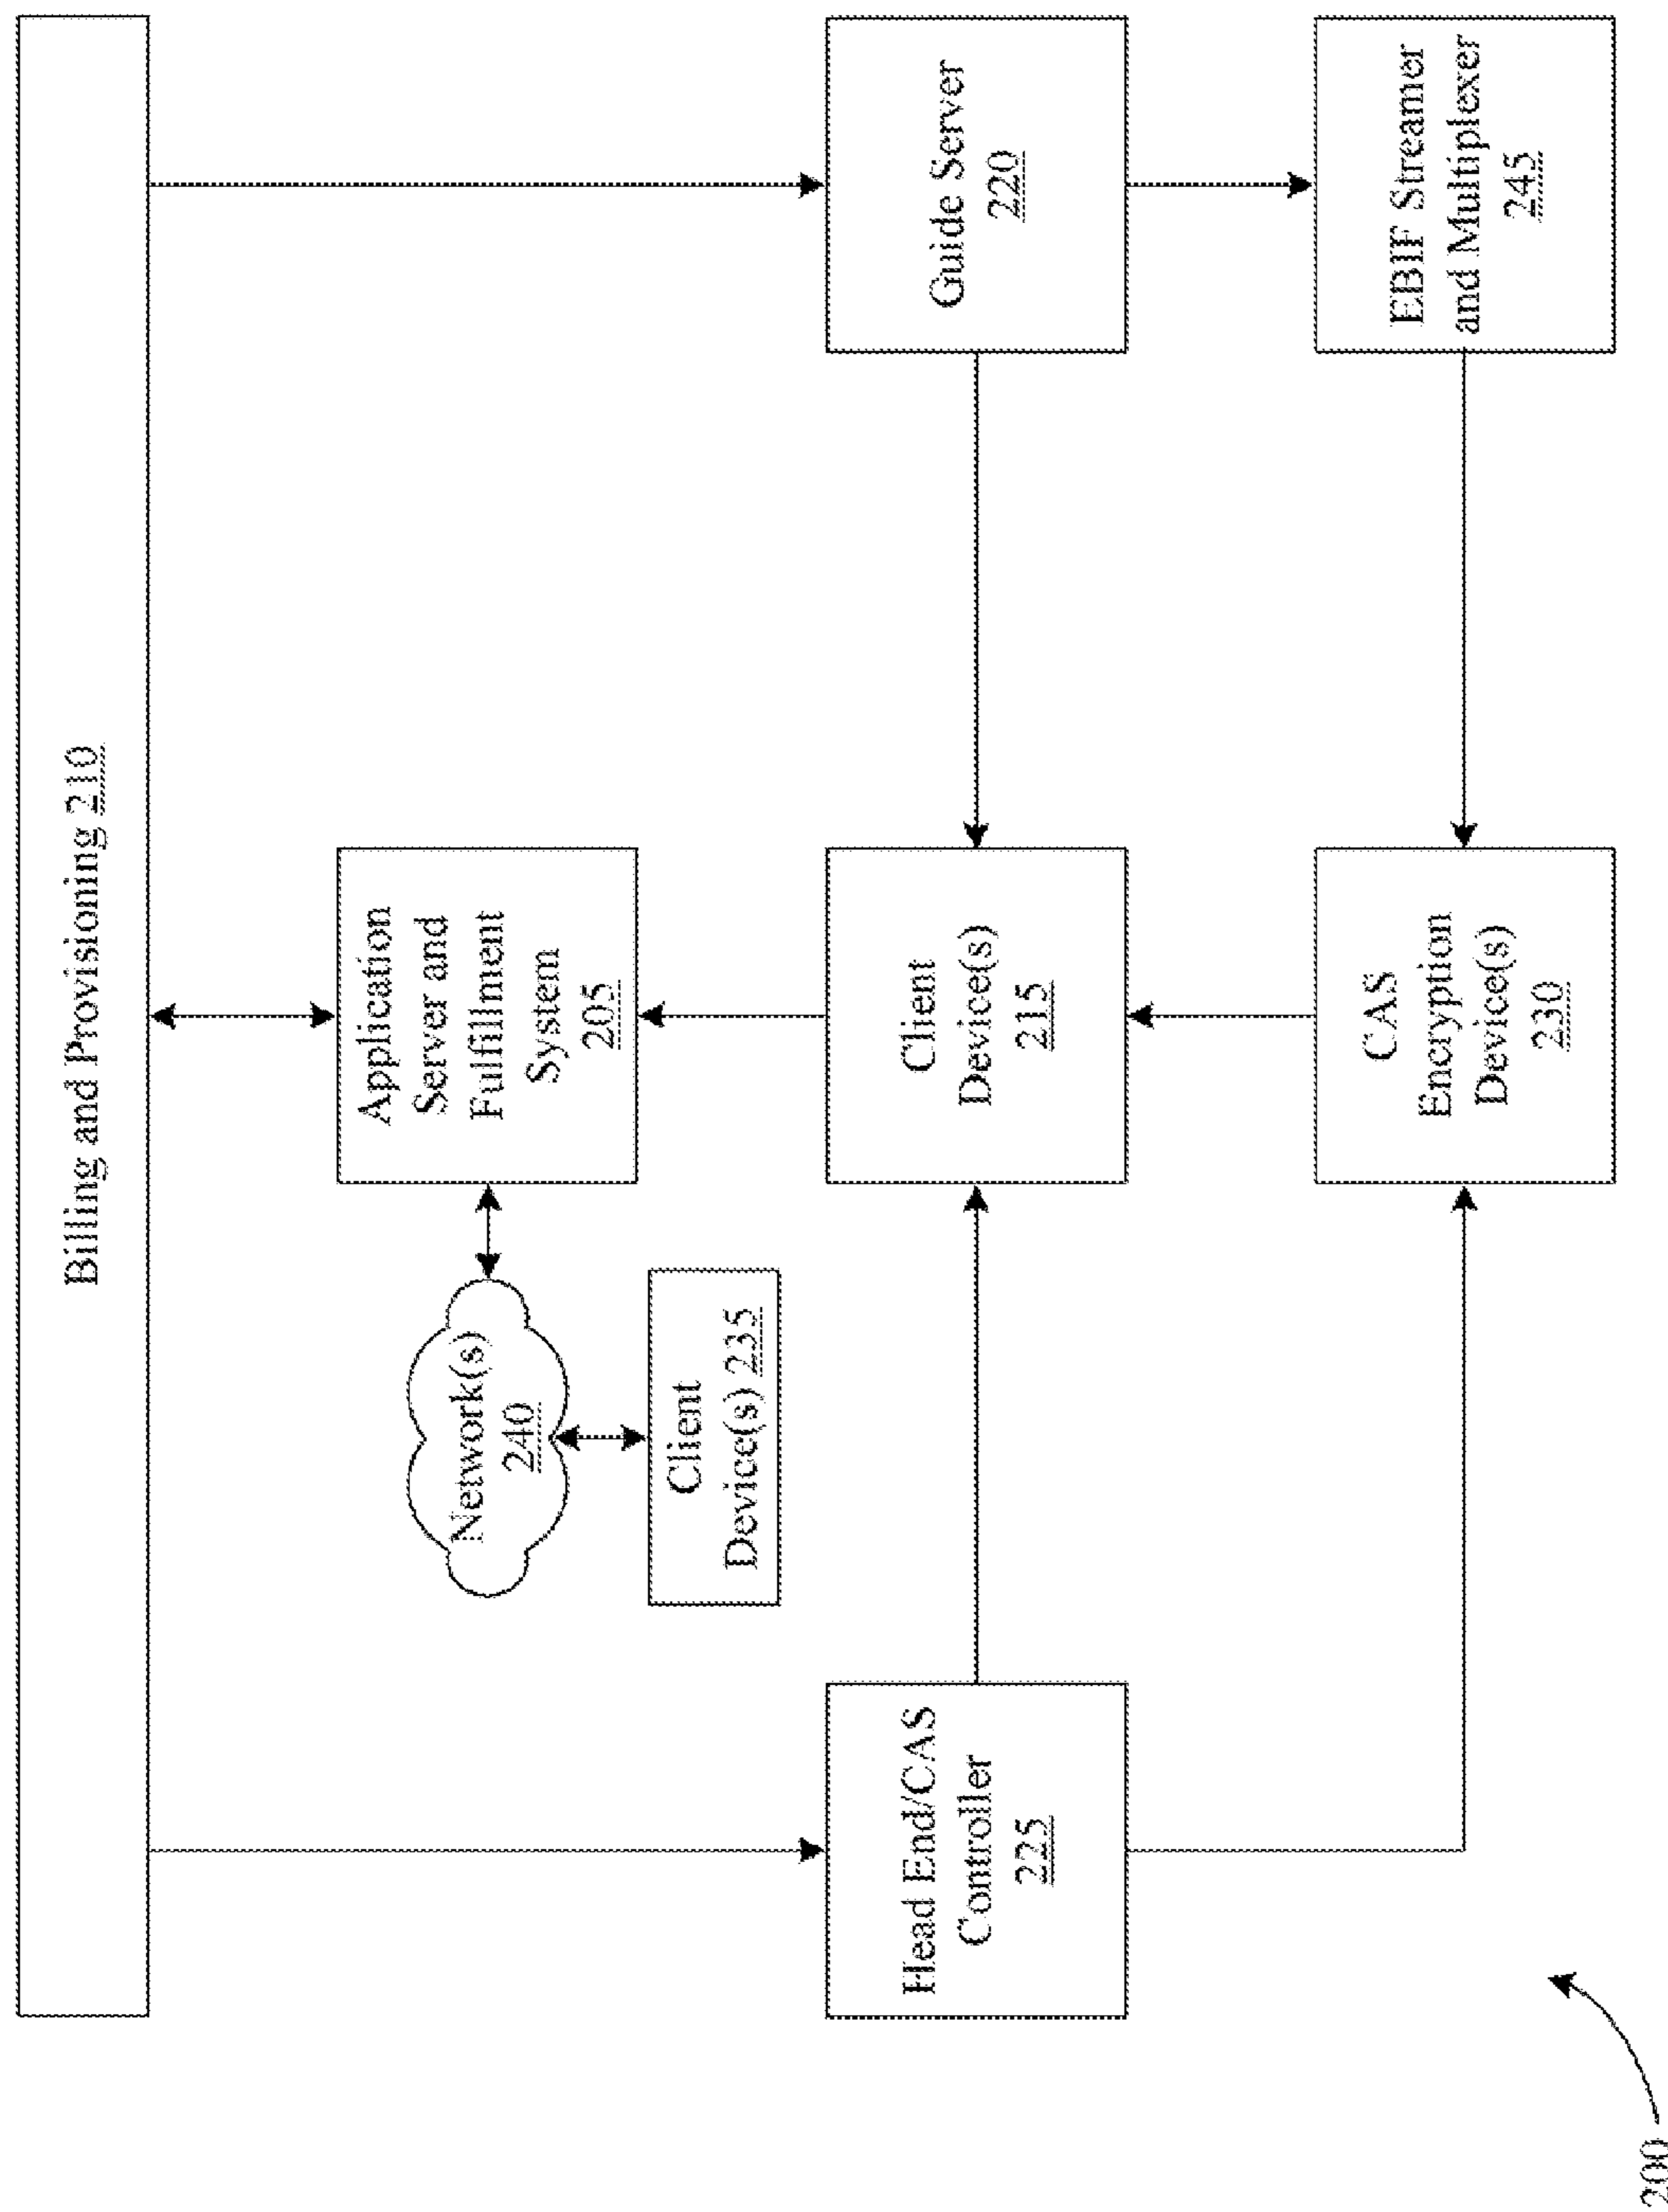 Billing and Provisioning 210
Application
Server and
Fulfillment
System
205
Network(s)
240
Client
Device(s) 235
Head End/CAS
Controller
225
Client
Device(s)
215
Guide Server
220
CAS
Encryption
Device(s)
230
EBIF Streamer
and Multiplexer
245
200